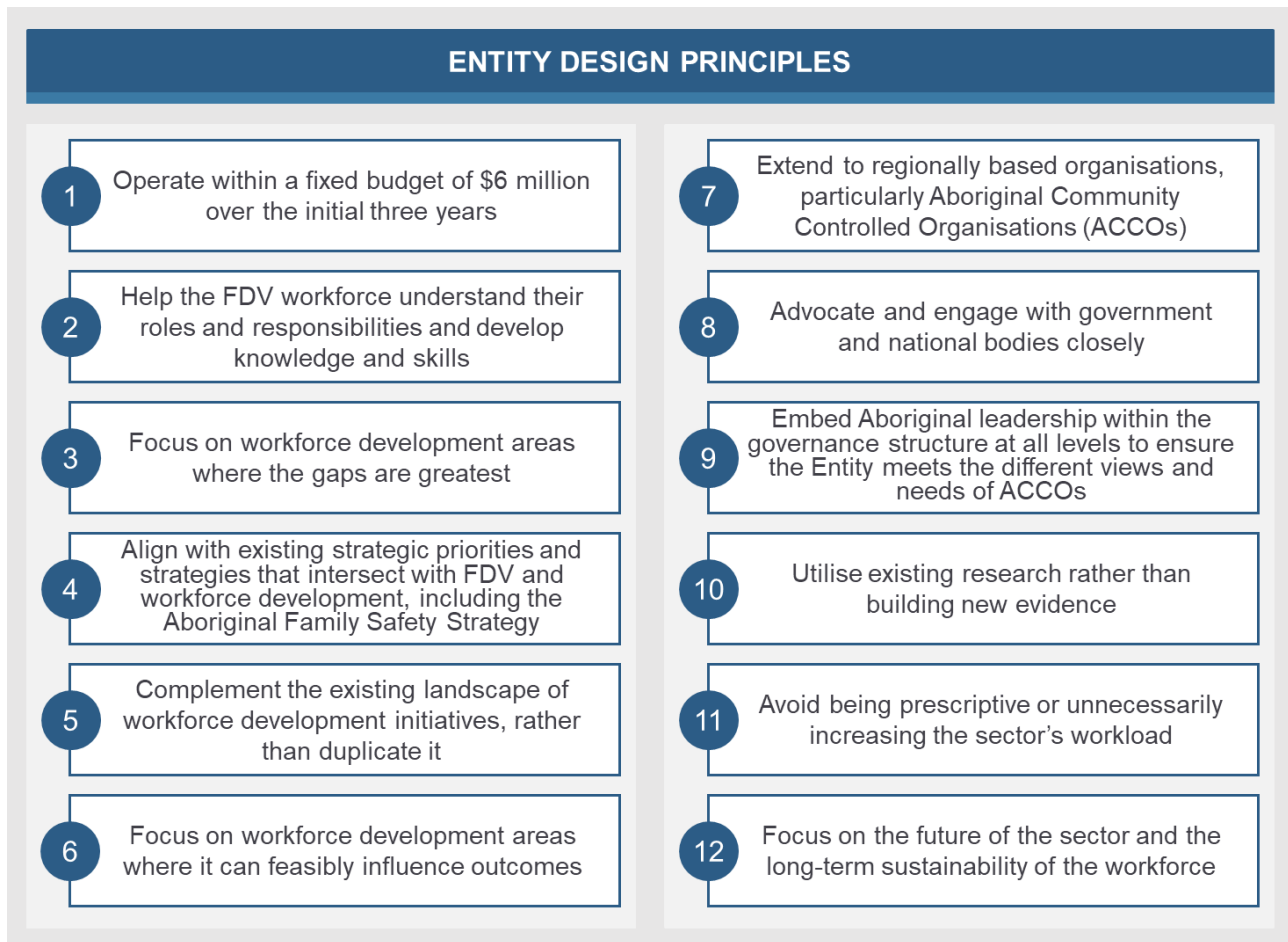 ENTITY DESIGN PRINCIPLES
1
Operate within a fixed budget of $6 million
over the initial three years
2
Help the FDV workforce understand their
roles and responsibilities and develop
knowledge and skills
3
Focus on workforce development areas
where the gaps are greatest
4
Align with existing strategic priorities and
strategies that intersect with FDV and
workforce development, including the
Aboriginal Family Safety Strategy
5
Complement the existing landscape of
workforce development initiatives, rather
than duplicate it
6
Focus on workforce development areas
where it can feasibly influence outcomes
7
Extend to regionally based organisations,
particularly Aboriginal Community
Controlled Organisations (ACCOs)
8
Advocate and engage with government
and national bodies closely
9
Embed Aboriginal leadership within the
governance structure at all levels to ensure
the Entity meets the different views and
needs of ACCOs
10
Utilise existing research rather than
building new evidence
11
Avoid being prescriptive or unnecessarily
increasing the sector’s workload
12
Focus on the future of the sector and the
long-term sustainability of the workforce